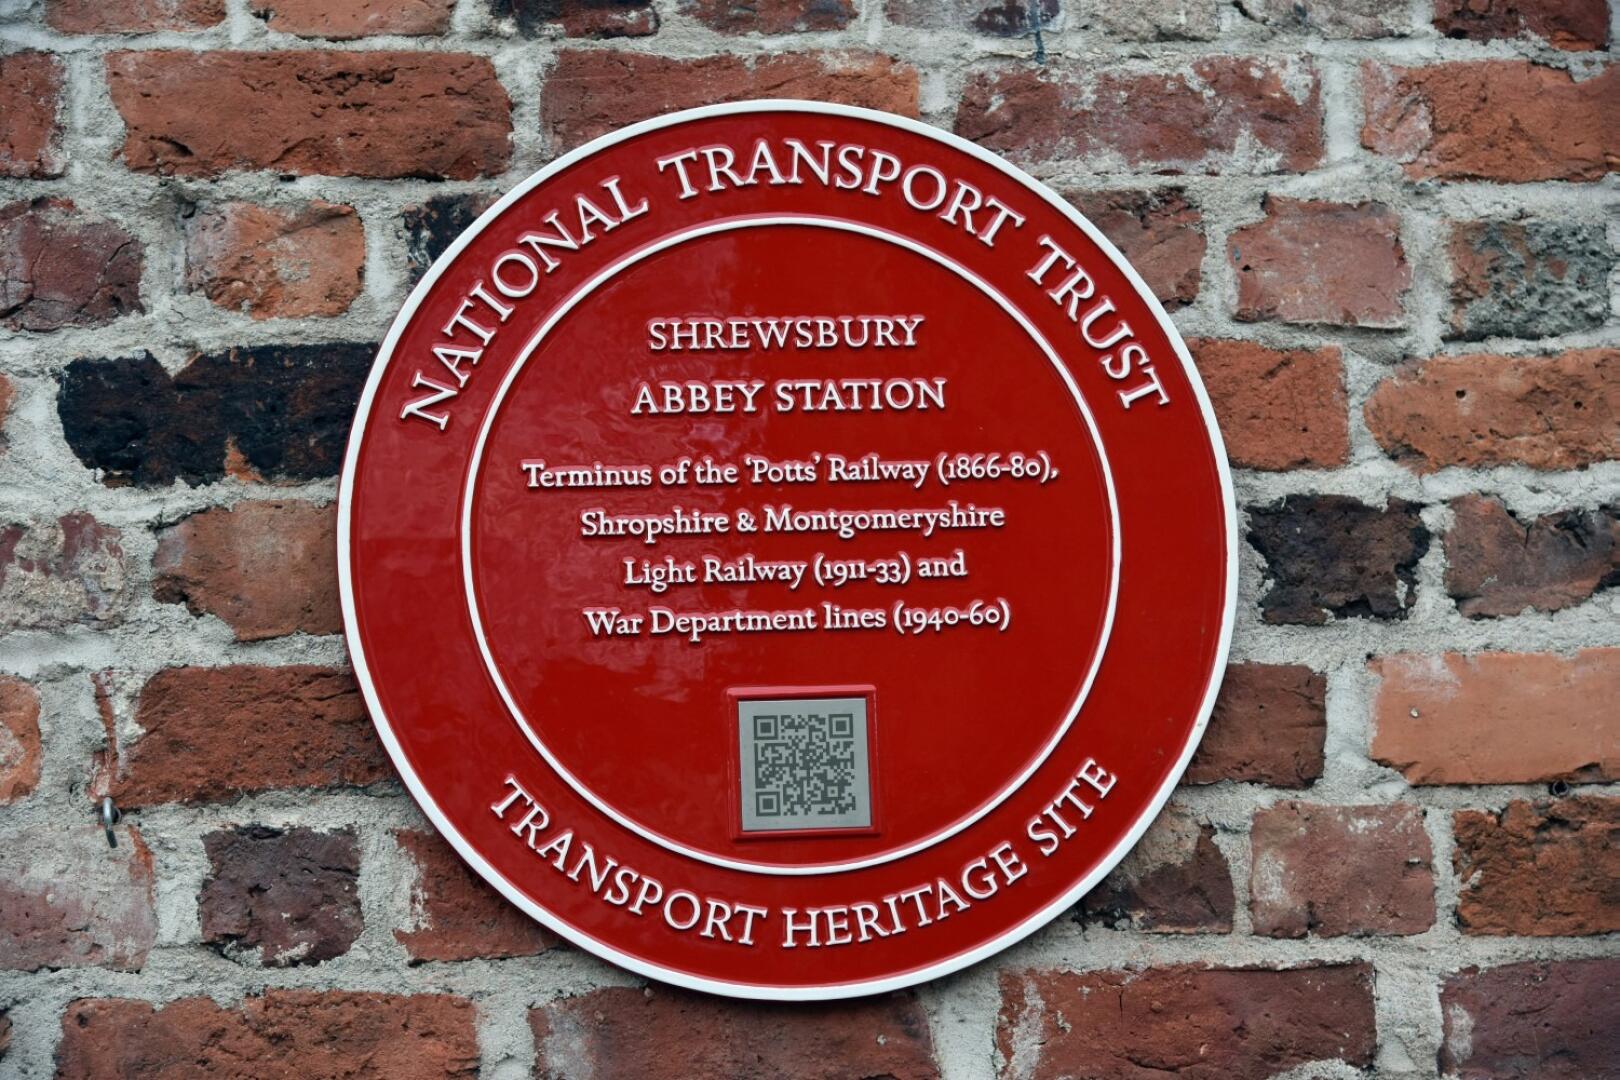 NATIONAL TRANSPORT TRUST
SHREWSBURY
ABBEY STATION
Terminus of the ‘Potts’ Railway (1866-80),
Shropshire & Montgomeryshire
Light Railway (1911-33) and
War Department lines (1940-60)
TRANSPORT HERITAGE SITE